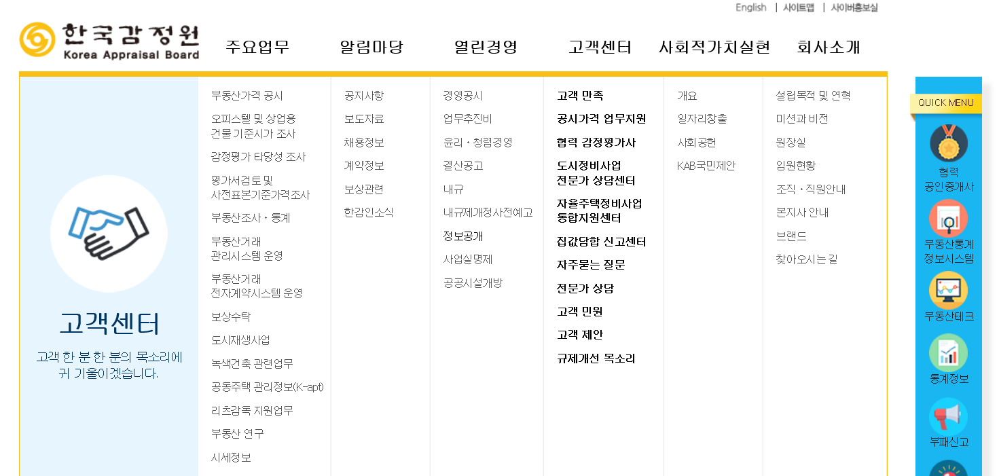 English | 사이트맵 | 사이버홍보실
한국감정원
Korea Appraisal Board
주요업무
알림마당
열린경영
고객센터
사회적가치실현
회사소개
고객센터
고객 한 분 한 분의 목소리에
귀 기울이겠습니다.
부동산가격 공시
오피스텔 및 상업용
건물 기준시가 조사
감정평가 타당성 조사
평가서검토 및
사전표본기준가격조사
부동산조사・통계
부동산거래
관리시스템 운영
부동산거래
전자계약시스템 운영
보상수탁
도시재생사업
녹색건축 관련업무
공동주택 관리정보(K-apt)
리츠감독 지원업무
부동산 연구
시세정보
공지사항
보도자료
채용정보
계약정보
보상관련
한감인소식
경영공시
업무추진비
윤리・청렴경영
결산공고
내규
내규제개정사전예고
정보공개
사업실명제
공공시설개방
고객 만족
공시가격 업무지원
협력 감정평가사
도시정비사업
전문가 상담센터
자율주택정비사업
통합지원센터
집값담합 신고센터
자주묻는 질문
전문가 상담
고객 민원
고객 제안
규제개선 목소리
개요
일자리창출
사회공헌
KAB국민제안
설립목적 및 연혁
미션과 비전
원장실
임원현황
조직・직원안내
본지사 안내
브랜드
찾아오시는 길
QUICK MENU
협력
공인중개사
부동산통계
정보시스템
부동산테크
통계정보
부패신고